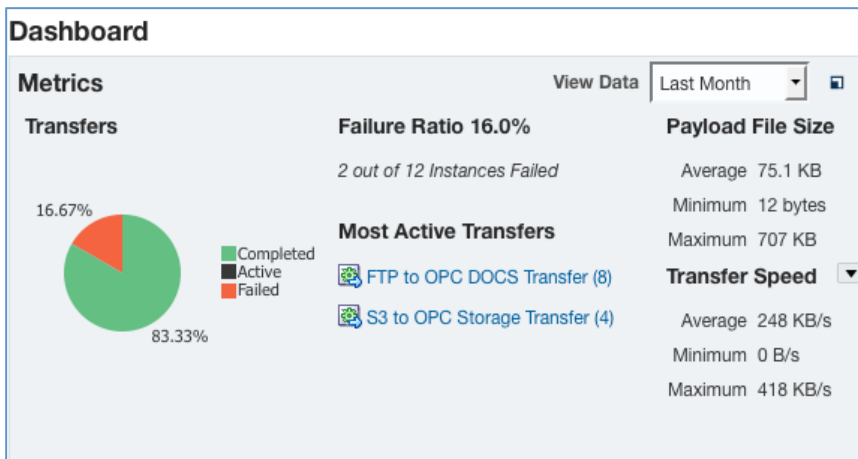 Dashboard
Metrics
View Data Last Month
Transfers
16.67%
83.33%
Completed
Active
Failed
Failure Ratio 16.0%
2 out of 12 Instances Failed
Most Active Transfers
FTP to OPC DOCS Transfer (8)
S3 to OPC Storage Transfer (4)
Payload File Size
Average 75.1 KB
Minimum 12 bytes
Maximum 707 KB
Transfer Speed
Average 248 KB/s
Minimum 0 B/s
Maximum 418 KB/s